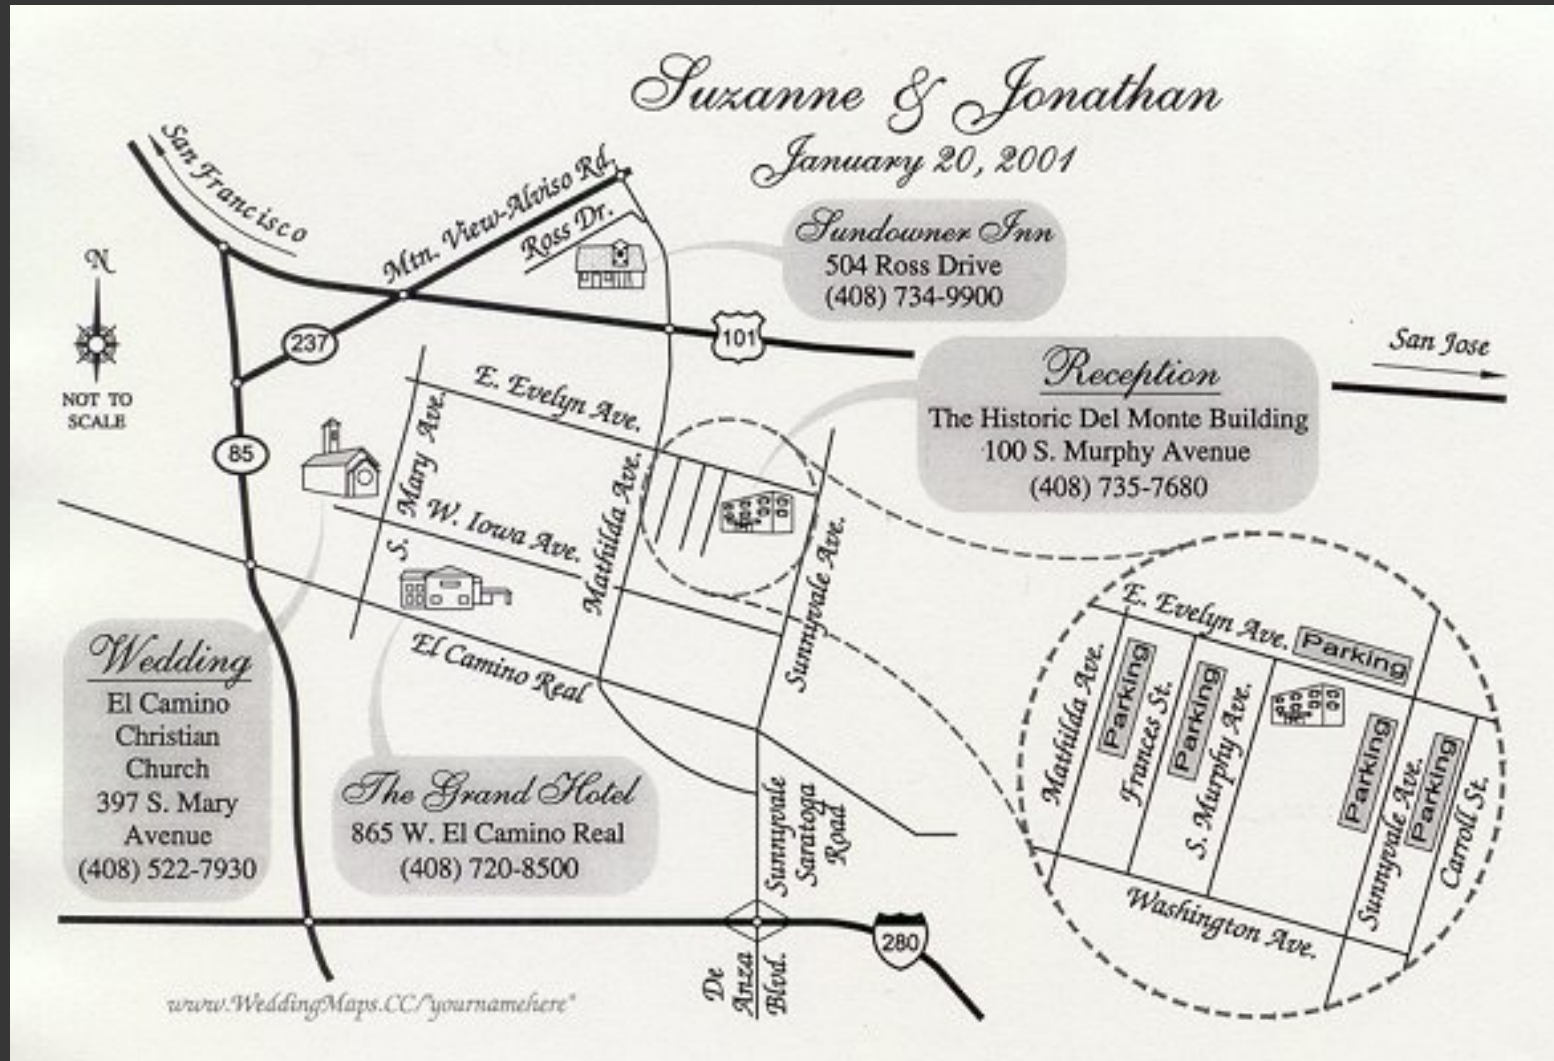 Suzanne & Jonathan
January 20, 2001
San Francisco
Mtn. View-Alviso Rd.
Ross Dr.
Sundowner Inn
504 Ross Drive
(408) 734-9900
N
NOT TO
SCALE
237
101
San Jose
Reception
The Historic Del Monte Building
100 S. Murphy Avenue
(408) 735-7680
E. Evelyn Ave.
85
S. Mary Ave.
W. Iowa Ave.
Mathilda Ave.
Sunnyvale Ave.
El Camino Real
Wedding
El Camino
Christian
Church
397 S. Mary
Avenue
(408) 522-7930
The Grand Hotel
865 W. El Camino Real
(408) 720-8500
Sunnyvale
Saratoga
Road
280
De
Anza
Blvd.
E. Evelyn Ave.
Parking
Mathilda Ave.
Parking
Frances St.
Parking
S. Murphy Ave.
Parking
Sunnyvale Ave.
Parking
Carroll St.
Washington Ave.
www.WeddingMaps.CC/"yournamehere"